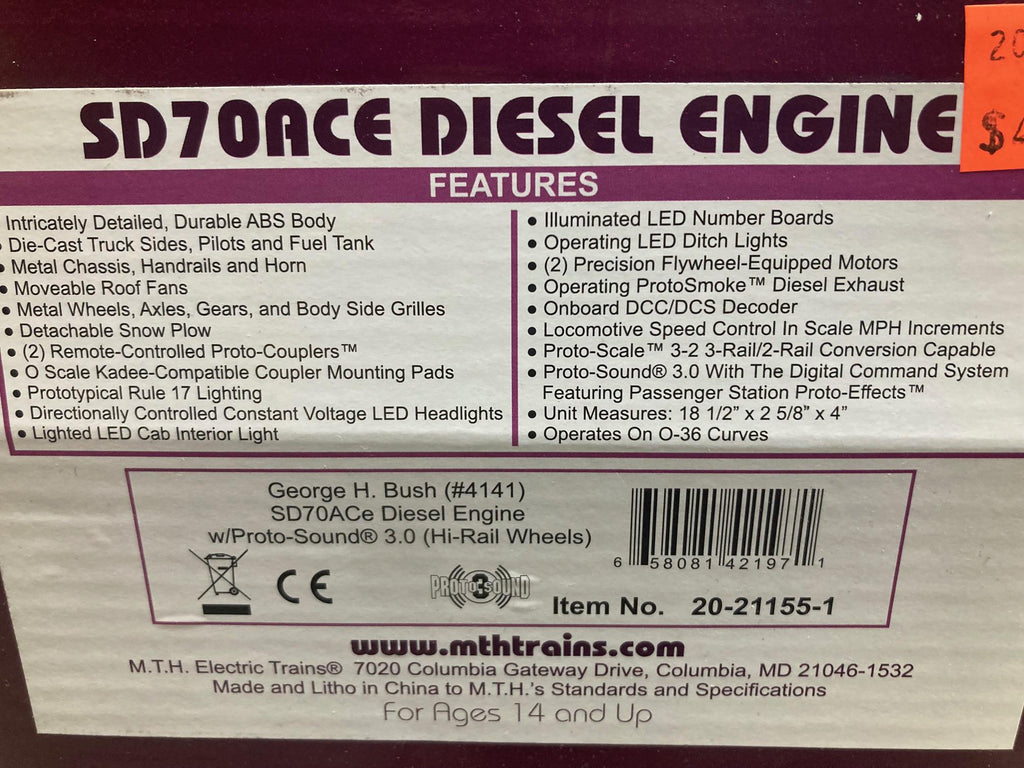 20
$4
SD70ACE DIESEL ENGINE
FEATURES
Intricately Detailed, Durable ABS Body
• Die-Cast Truck Sides, Pilots and Fuel Tank
• Metal Chassis, Handrails and Horn
• Moveable Roof Fans
• Metal Wheels, Axles, Gears, and Body Side Grilles
• Detachable Snow Plow
• (2) Remote-Controlled Proto-Couplers™
• O Scale Kadee-Compatible Coupler Mounting Pads
• Prototypical Rule 17 Lighting
• Directionally Controlled Constant Voltage LED Headlights
• Lighted LED Cab Interior Light
• Illuminated LED Number Boards
• Operating LED Ditch Lights
• (2) Precision Flywheel-Equipped Motors
• Operating ProtoSmoke™ Diesel Exhaust
• Onboard DCC/DCS Decoder
• Locomotive Speed Control In Scale MPH Increments
• Proto-Scale™ 3-2 3-Rail/2-Rail Conversion Capable
• Proto-Sound® 3.0 With The Digital Command System
Featuring Passenger Station Proto-Effects™
• Unit Measures: 18 1/2” x 2 5/8” x 4”
• Operates On O-36 Curves
George H. Bush (#4141)
SD70ACe Diesel Engine
w/Proto-Sound® 3.0 (Hi-Rail Wheels)
6 58081 42197 1
CE
PROTO-SOUND 3
Item No. 20-21155-1
www.mthtrains.com
M.T.H. Electric Trains® 7020 Columbia Gateway Drive, Columbia, MD 21046-1532
Made and Litho in China to M.T.H.'s Standards and Specifications
For Ages 14 and Up